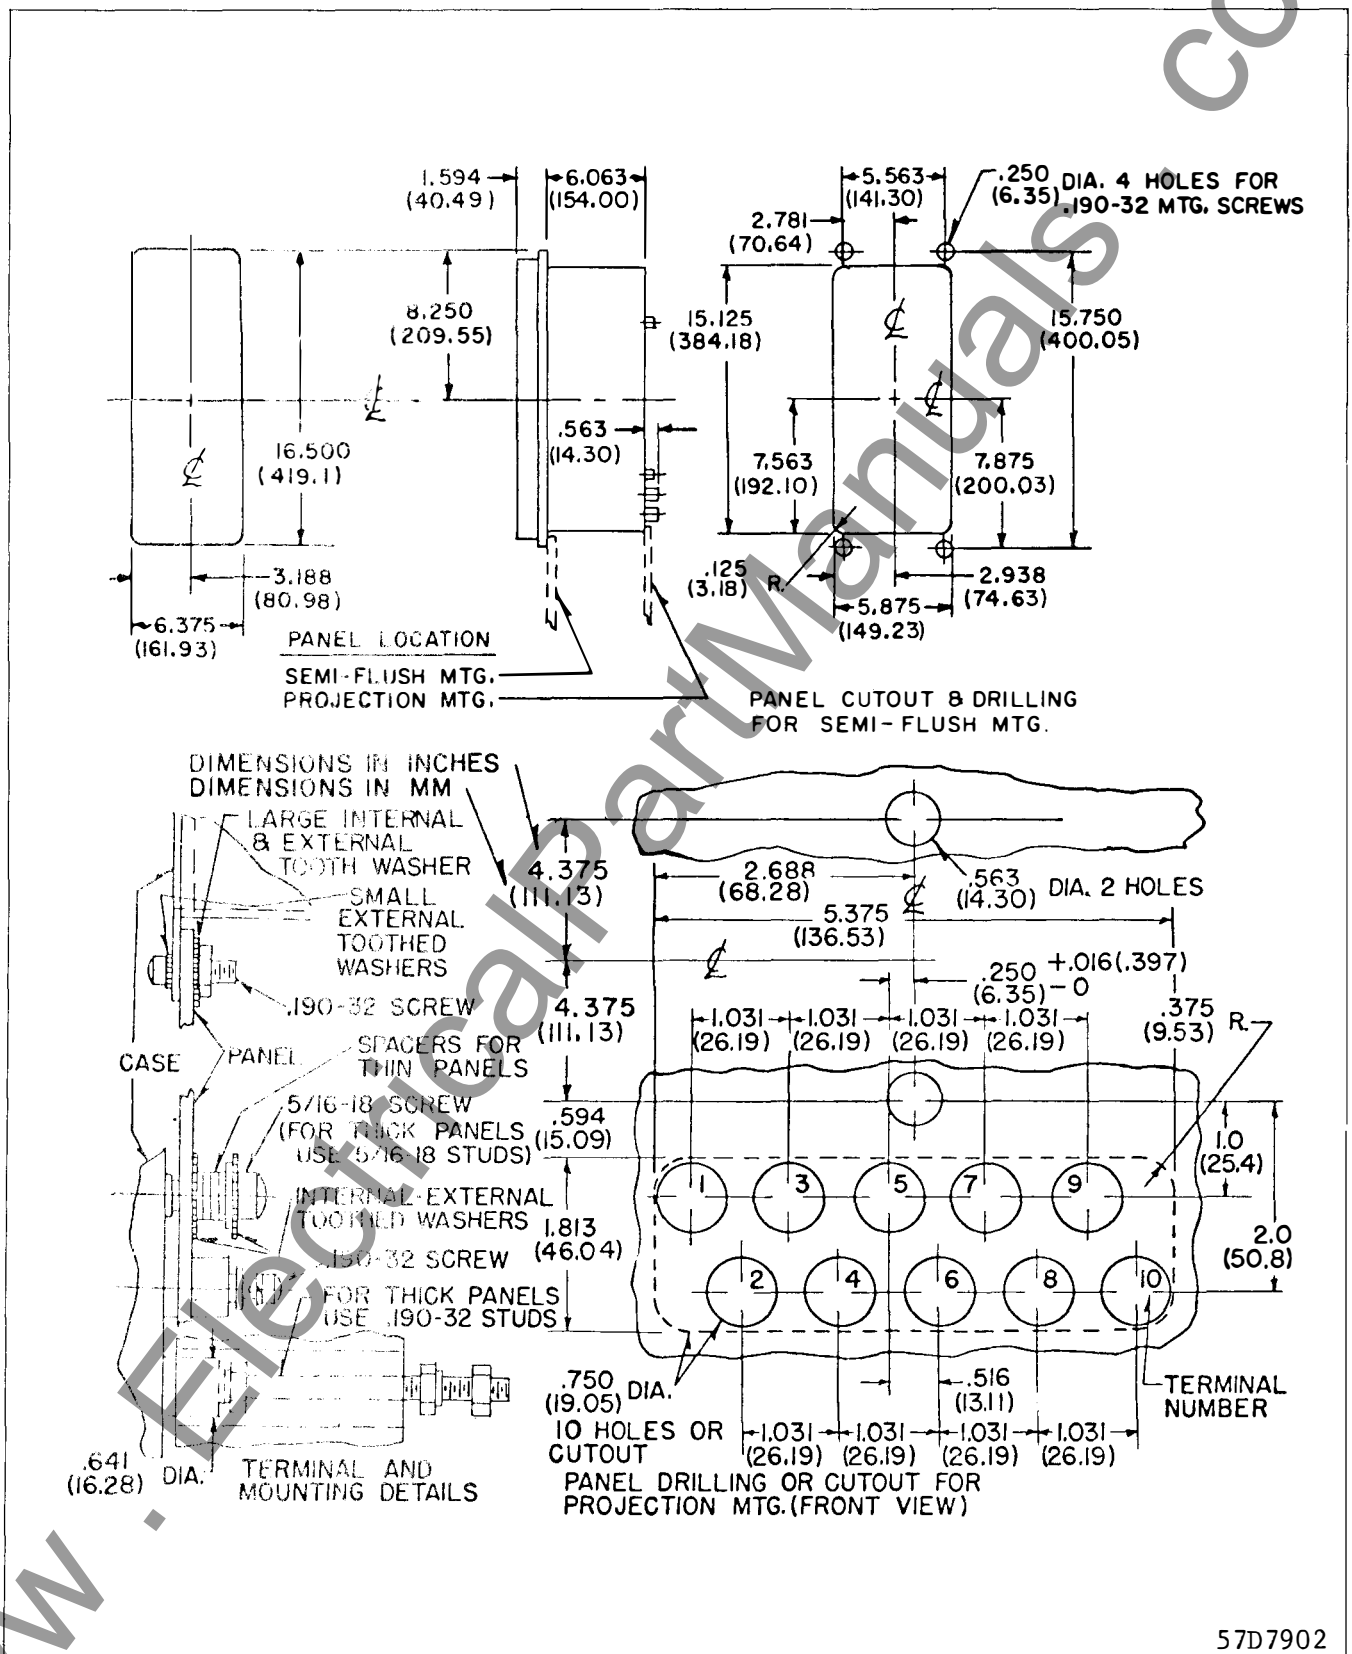 1.594
(40.49)
6.063
(154.00)
5.563
(141.30)
.250
(6.35)
DIA. 4 HOLES FOR
.190-32 MTG. SCREWS
2.781
(70.64)
8.250
(209.55)
15.125
(384.18)
15.750
(400.05)
.563
(14.30)
16.500
(419.1)
7.563
(192.10)
7.875
(200.03)
3.188
(80.98)
.125
(3.18) R.
2.938
(74.63)
6.375
(161.93)
5.875
(149.23)
PANEL LOCATION
SEMI-FLUSH MTG.
PROJECTION MTG.
PANEL CUTOUT & DRILLING
FOR SEMI-FLUSH MTG.
DIMENSIONS IN INCHES
DIMENSIONS IN MM
LARGE INTERNAL
& EXTERNAL
TOOTH WASHER
SMALL
EXTERNAL
TOOTHED
WASHERS
.190-32 SCREW
CASE
PANEL
SPACERS FOR
THIN PANELS
5/16-18 SCREW
(FOR THICK PANELS
USE 5/16-18 STUDS)
INTERNAL-EXTERNAL
TOOTHED WASHERS
.190-32 SCREW
FOR THICK PANELS
USE .190-32 STUDS
.641
(16.28) DIA.
TERMINAL AND
MOUNTING DETAILS
4.375
(111.13)
2.688
(68.28)
.563
(14.30)
DIA. 2 HOLES
5.375
(136.53)
.250
(6.35)
+.016(.397)
-0
4.375
(111.13)
1.031
(26.19)
1.031
(26.19)
1.031
(26.19)
1.031
(26.19)
.375
(9.53)
R.
.594
(15.09)
1.0
(25.4)
1 3 5 7 9
1.813
(46.04)
2.0
(50.8)
2 4 6 8 10
.750
(19.05) DIA.
10 HOLES OR
CUTOUT
.516
(13.11)
TERMINAL
NUMBER
1.031
(26.19)
1.031
(26.19)
1.031
(26.19)
1.031
(26.19)
PANEL DRILLING OR CUTOUT FOR
PROJECTION MTG. (FRONT VIEW)
57D7902
w . ElectricalPartManuals . co